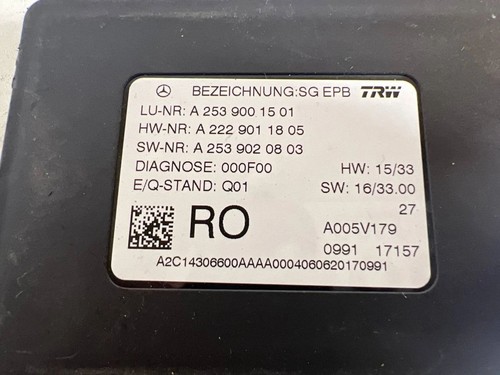 BEZEICHNUNG:SG EPB TRW
LU-NR: A 253 900 15 01
HW-NR: A 222 901 18 05
SW-NR: A 253 902 08 03
DIAGNOSE: 000F00 HW: 15/33
E/Q-STAND: Q01 SW: 16/33.00
27
RO A005V179
0991 17157
A2C14306600AAAA0004060620170991